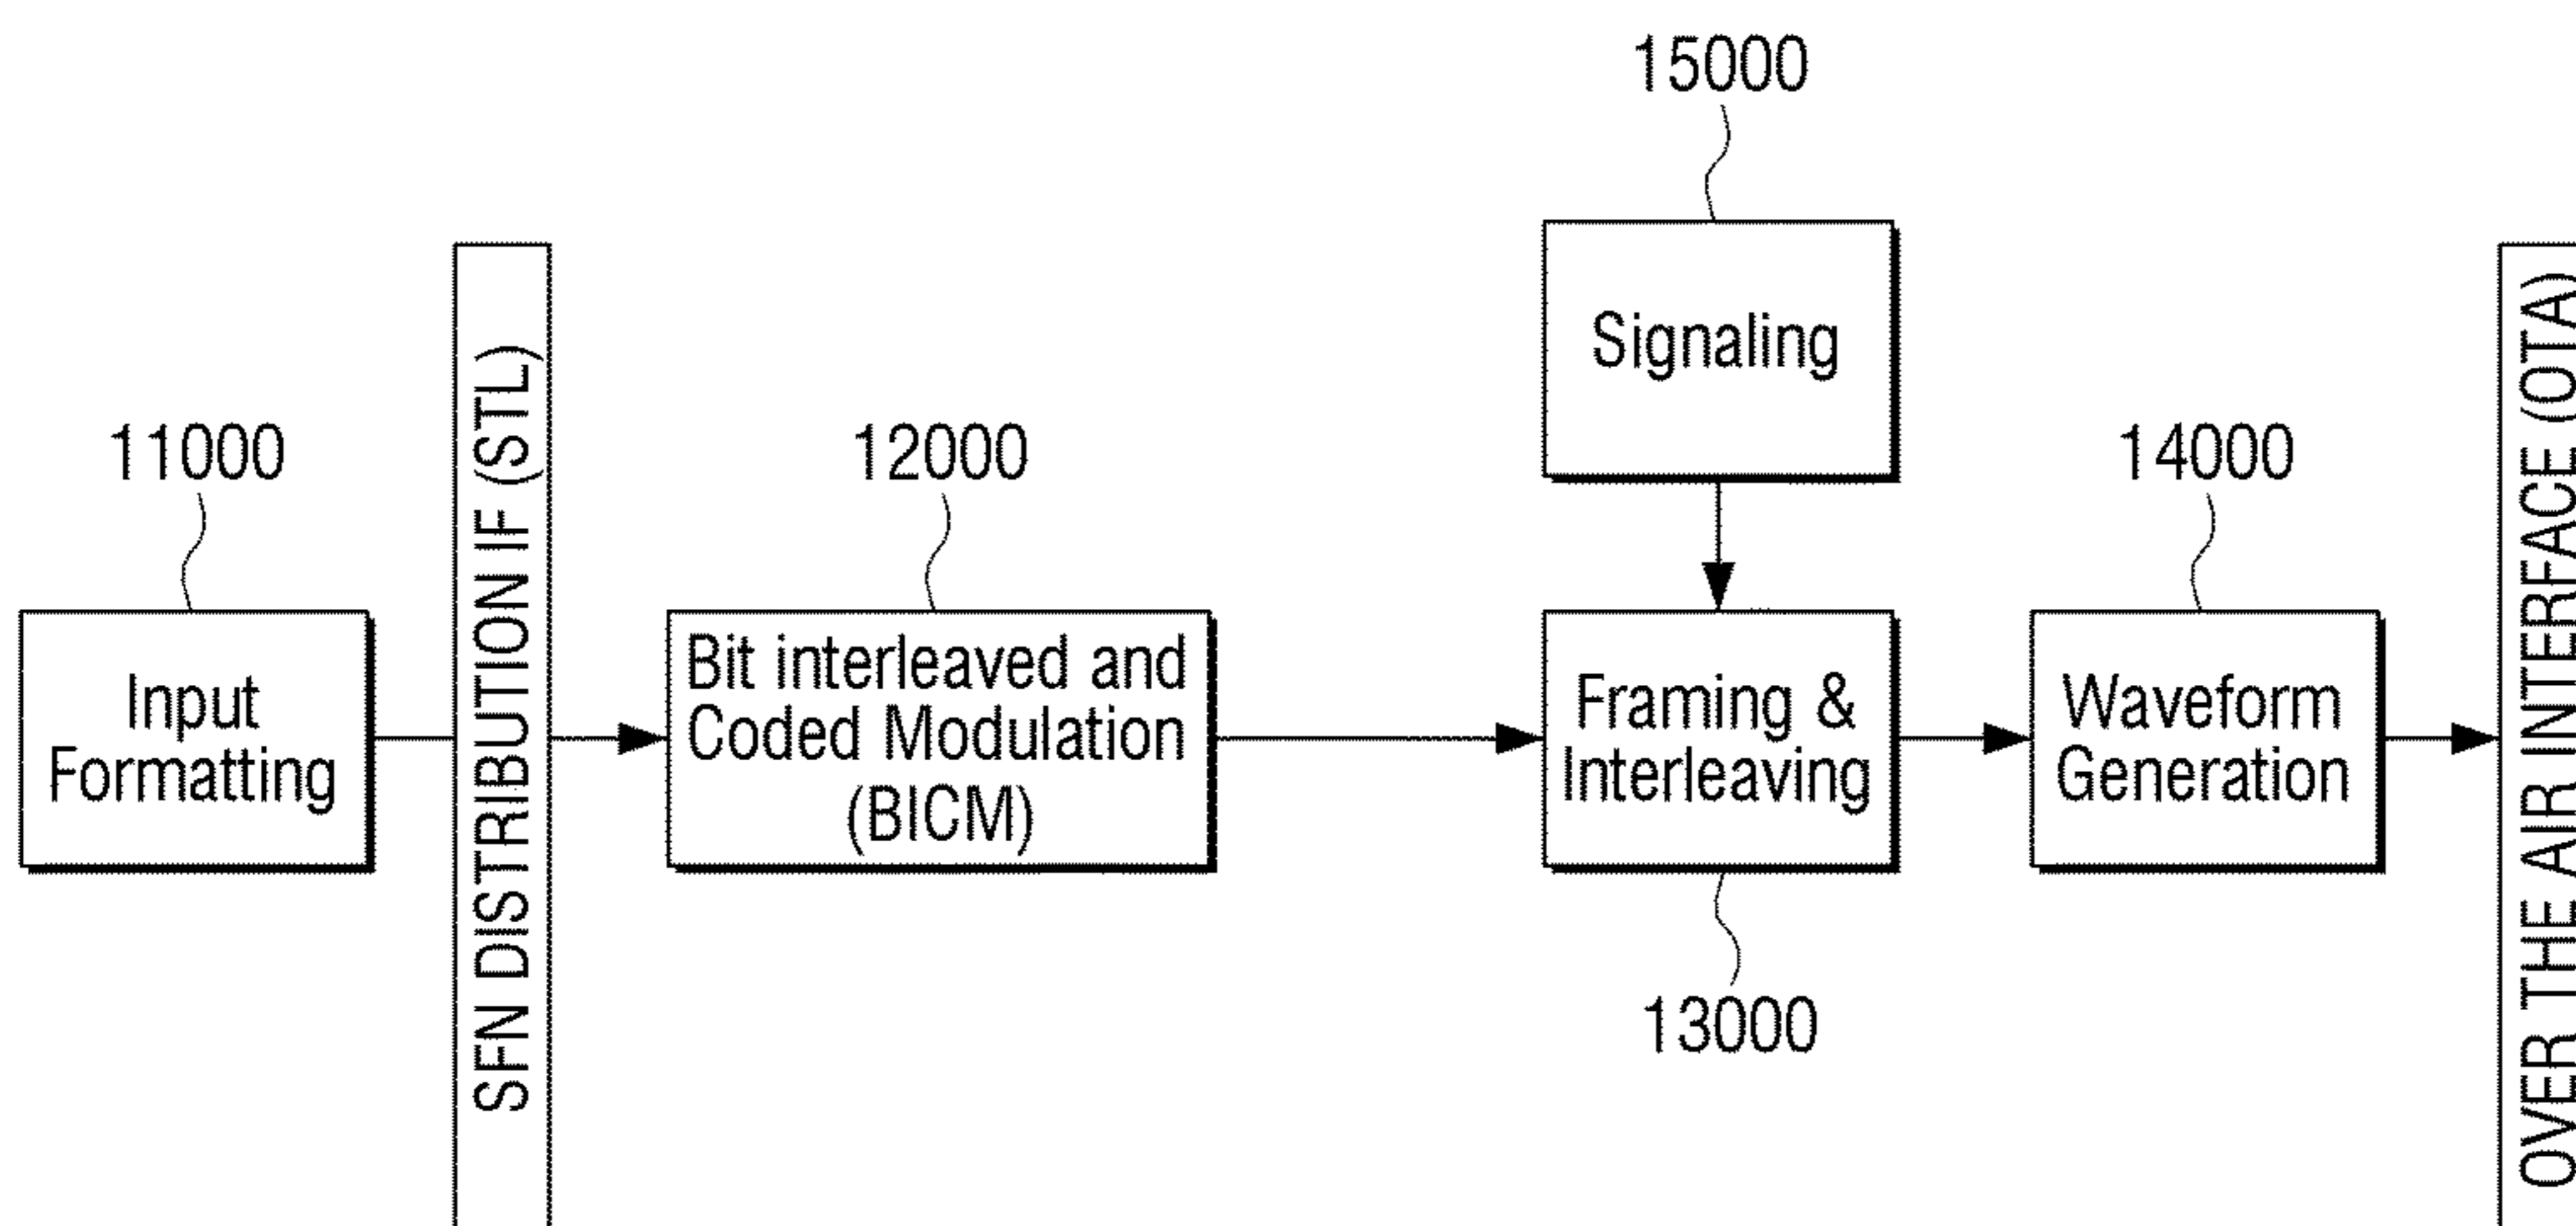 15000
Signaling
11000
Input
Formatting
SFN DISTRIBUTION IF (STL)
12000
Bit interleaved and
Coded Modulation
(BICM)
Framing &
Interleaving
13000
14000
Waveform
Generation
OVER THE AIR INTERFACE (OTA)